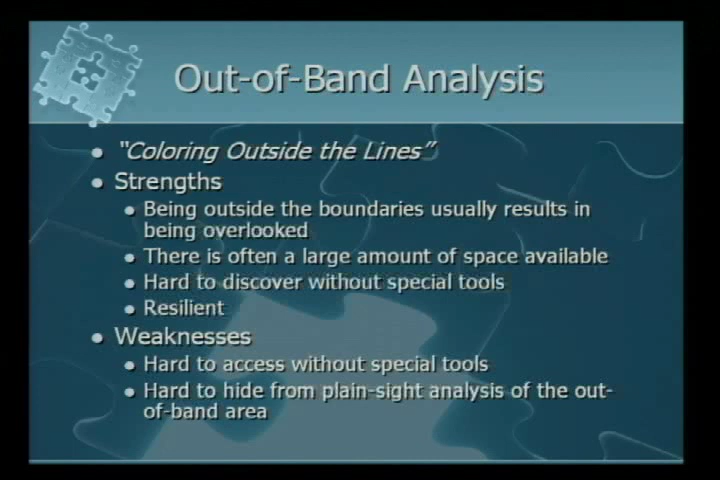 Out-of-Band Analysis
“Coloring Outside the Lines”
Strengths
Being outside the boundaries usually results in
being overlooked
There is often a large amount of space available
Hard to discover without special tools
Resilient
Weaknesses
Hard to access without special tools
Hard to hide from plain-sight analysis of the out-
of-band area